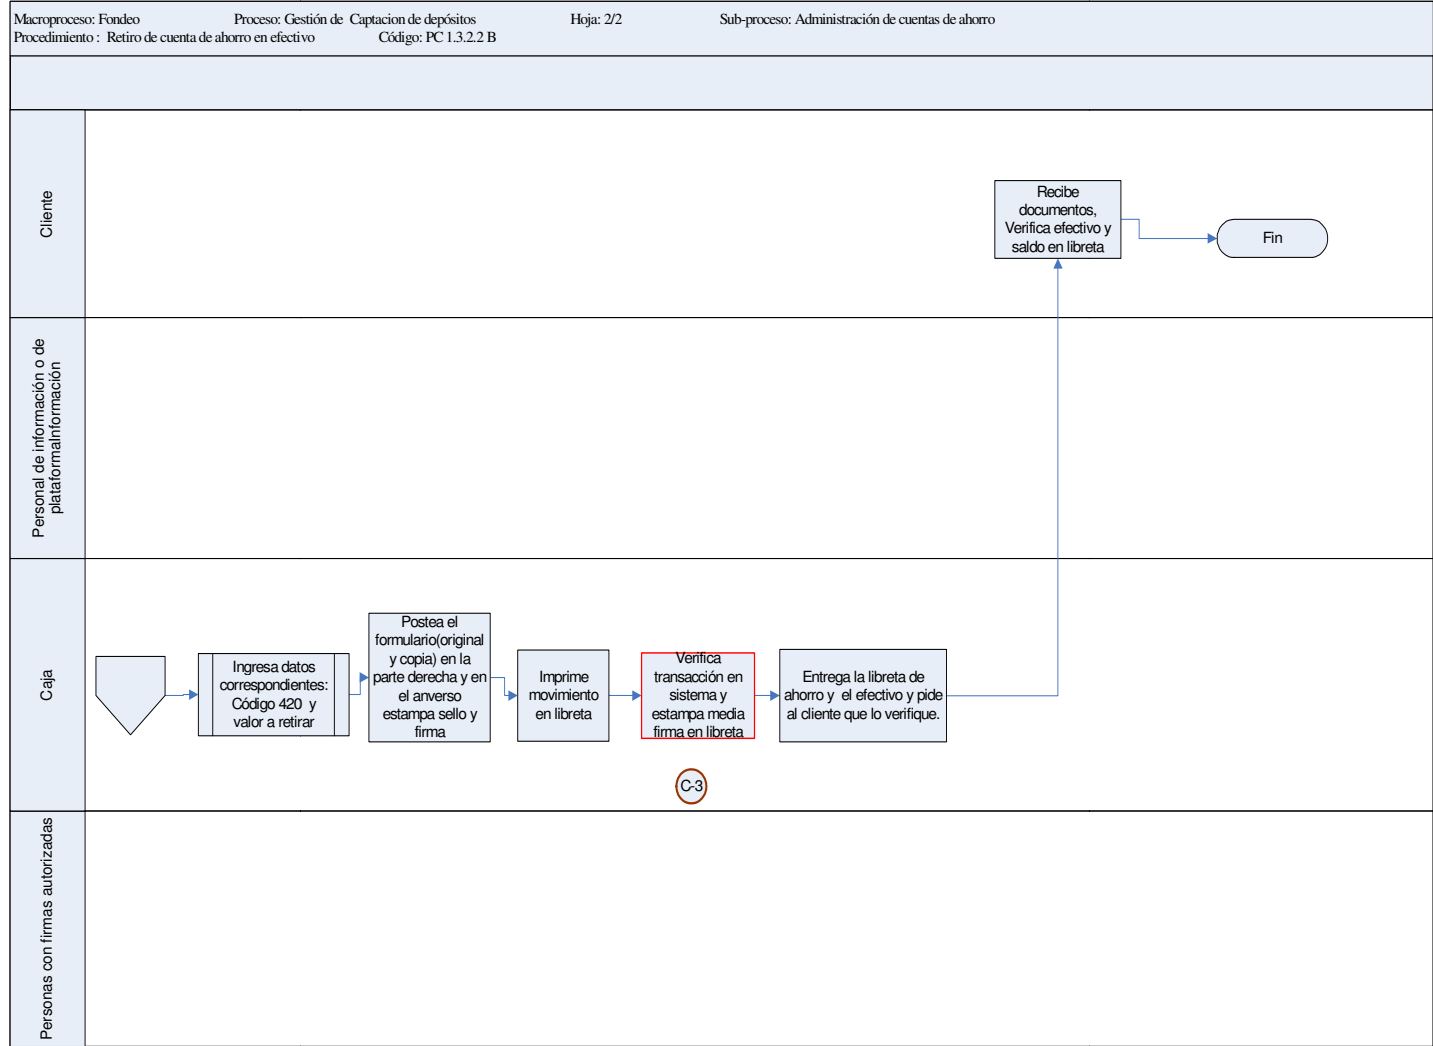 Macroproceso: Fondeo Proceso: Gestión de Captacion de depósitos Hoja: 2/2 Sub-proceso: Administración de cuentas de ahorro
Procedimiento : Retiro de cuenta de ahorro en efectivo Código: PC 1.3.2.2 B
Cliente
Recibe
documentos,
Verifica efectivo y
saldo en libreta
Fin
Personal de información o de
plataformaInformación
Caja
Ingresa datos
correspondientes:
Código 420 y
valor a retirar
Postea el
formulario(original
y copia) en la
parte derecha y en
el anverso
estampa sello y
firma
Imprime
movimiento
en libreta
Verifica
transacción en
sistema y
estampa media
firma en libreta
Entrega la libreta de
ahorro y el efectivo y pide
al cliente que lo verifique.
C-3
Personas con firmas autorizadas